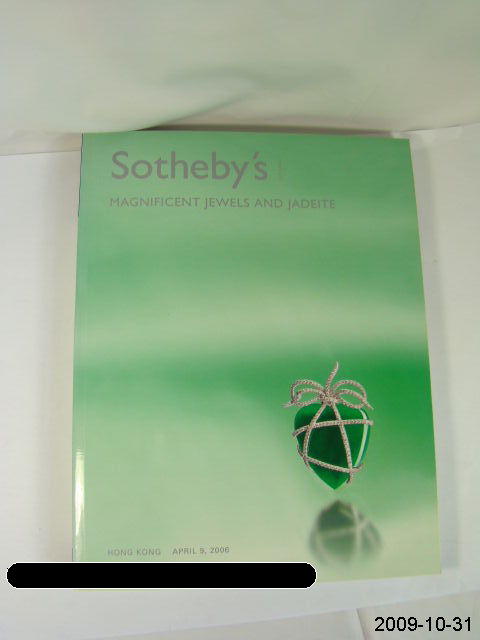 Sotheby's
MAGNIFICENT JEWELS AND JADEITE
HONG KONG APRIL 9, 2006
2009-10-31